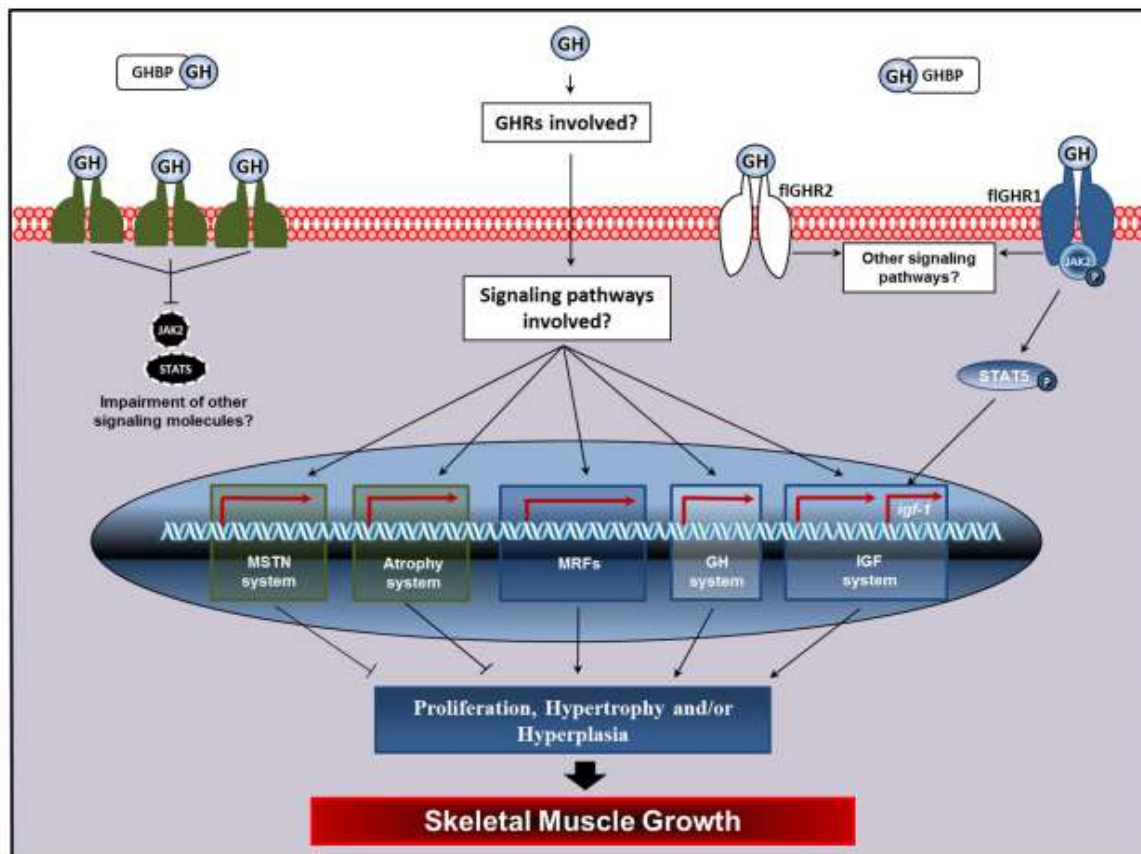 GH
GHBP GH
GH GHBP
GHRs involved?
GH
GH
GH
GH
GH
flGHR2
flGHR1
JAK2
P
Other signaling
pathways?
Signaling pathways
involved?
JAK2
STAT5
STAT5
P
Impairment of other
signaling molecules?
igf-1
MSTN
system
Atrophy
system
MRFs
GH
system
IGF
system
Proliferation, Hypertrophy and/or
Hyperplasia
Skeletal Muscle Growth